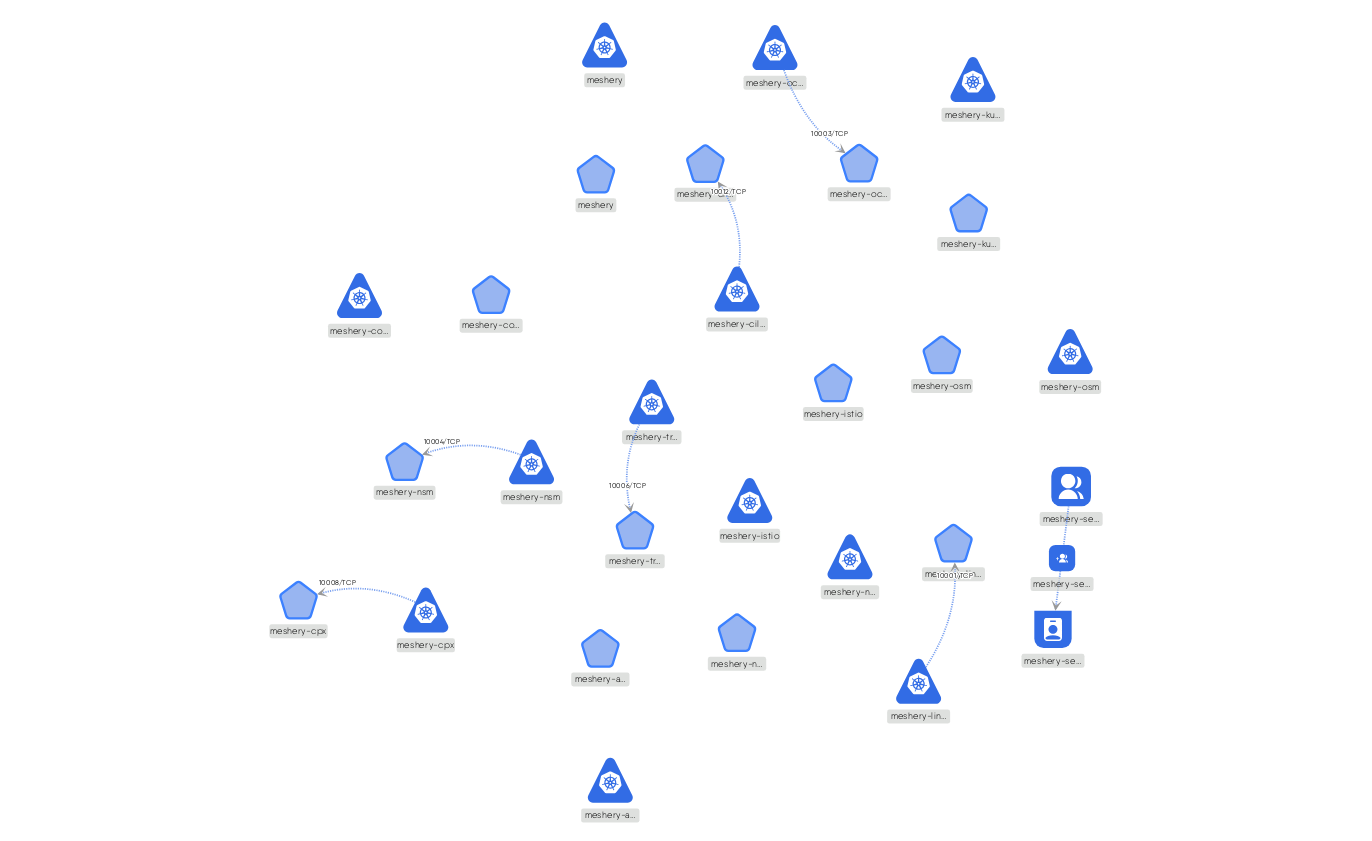 meshery
meshery-oc...
meshery-ku...
10003/TCP
meshery
10012/TCP
meshery-oc...
meshery-ku...
meshery-co...
meshery-co...
meshery-cil...
meshery-istio
meshery-osm
meshery-osm
meshery-tr...
10004/TCP
meshery-nsm
meshery-nsm
10006/TCP
meshery-tr...
meshery-istio
meshery-se...
10001/TCP
meshery-n...
meshery-se...
10008/TCP
meshery-cpx
meshery-cpx
meshery-a...
meshery-n...
meshery-se...
meshery-lin...
meshery-a...